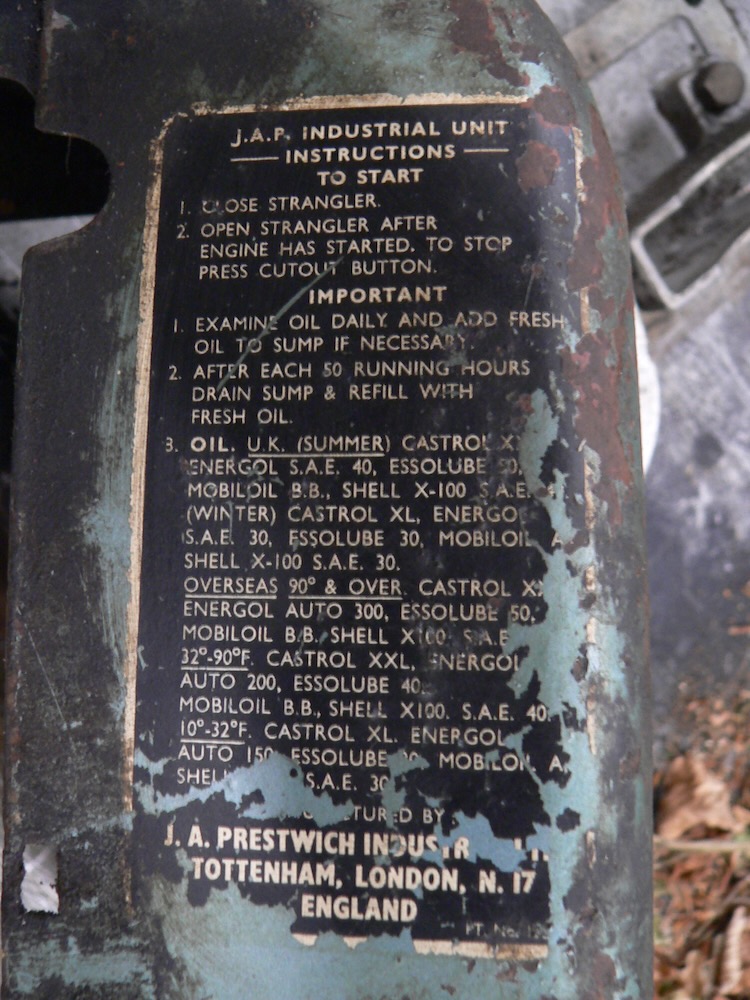 J.A.P. INDUSTRIAL UNIT
INSTRUCTIONS
TO START
1. CLOSE STRANGLER.
2. OPEN STRANGLER AFTER
ENGINE HAS STARTED. TO STOP
PRESS CUTOUT BUTTON.
IMPORTANT
1. EXAMINE OIL DAILY AND ADD FRESH
OIL TO SUMP IF NECESSARY.
2. AFTER EACH 50 RUNNING HOURS
DRAIN SUMP & REFILL WITH
FRESH OIL.
3. OIL. U.K. (SUMMER) CASTROL
ENERGOL S.A.E. 40, ESSOLUBE
MOBILOIL B.B., SHELL X-100 S.A.E.
(WINTER) CASTROL XL, ENERGOL
S.A.E. 30, ESSOLUBE 30, MOBILOIL A
SHELL X-100 S.A.E. 30.
OVERSEAS 90° & OVER. CASTROL
ENERGOL AUTO 300, ESSOLUBE 50,
MOBILOIL B.B. SHELL X100. S.A.E.
32°-90°F. CASTROL XXL, ENERGOL
AUTO 200, ESSOLUBE 40.
MOBILOIL B.B., SHELL X100. S.A.E. 40.
10°-32°F. CASTROL XL. ENERGOL
AUTO 150, ESSOLUBE MOBILOIL A.
SHELL S.A.E. 30
MANUFACTURED BY
J. A. PRESTWICH
TOTTENHAM, LONDON, N. 17
ENGLAND
PT. No.